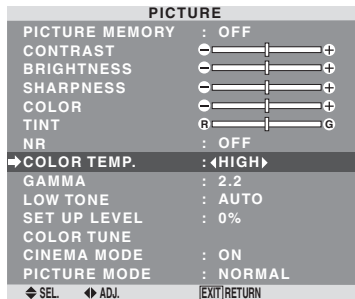 PICTURE
PICTURE MEMORY : OFF
CONTRAST
BRIGHTNESS
SHARPNESS
COLOR
TINT R G
NR : OFF
COLOR TEMP. : HIGH
GAMMA : 2.2
LOW TONE : AUTO
SET UP LEVEL : 0%
COLOR TUNE
CINEMA MODE : ON
PICTURE MODE : NORMAL
SEL. ADJ. EXIT RETURN